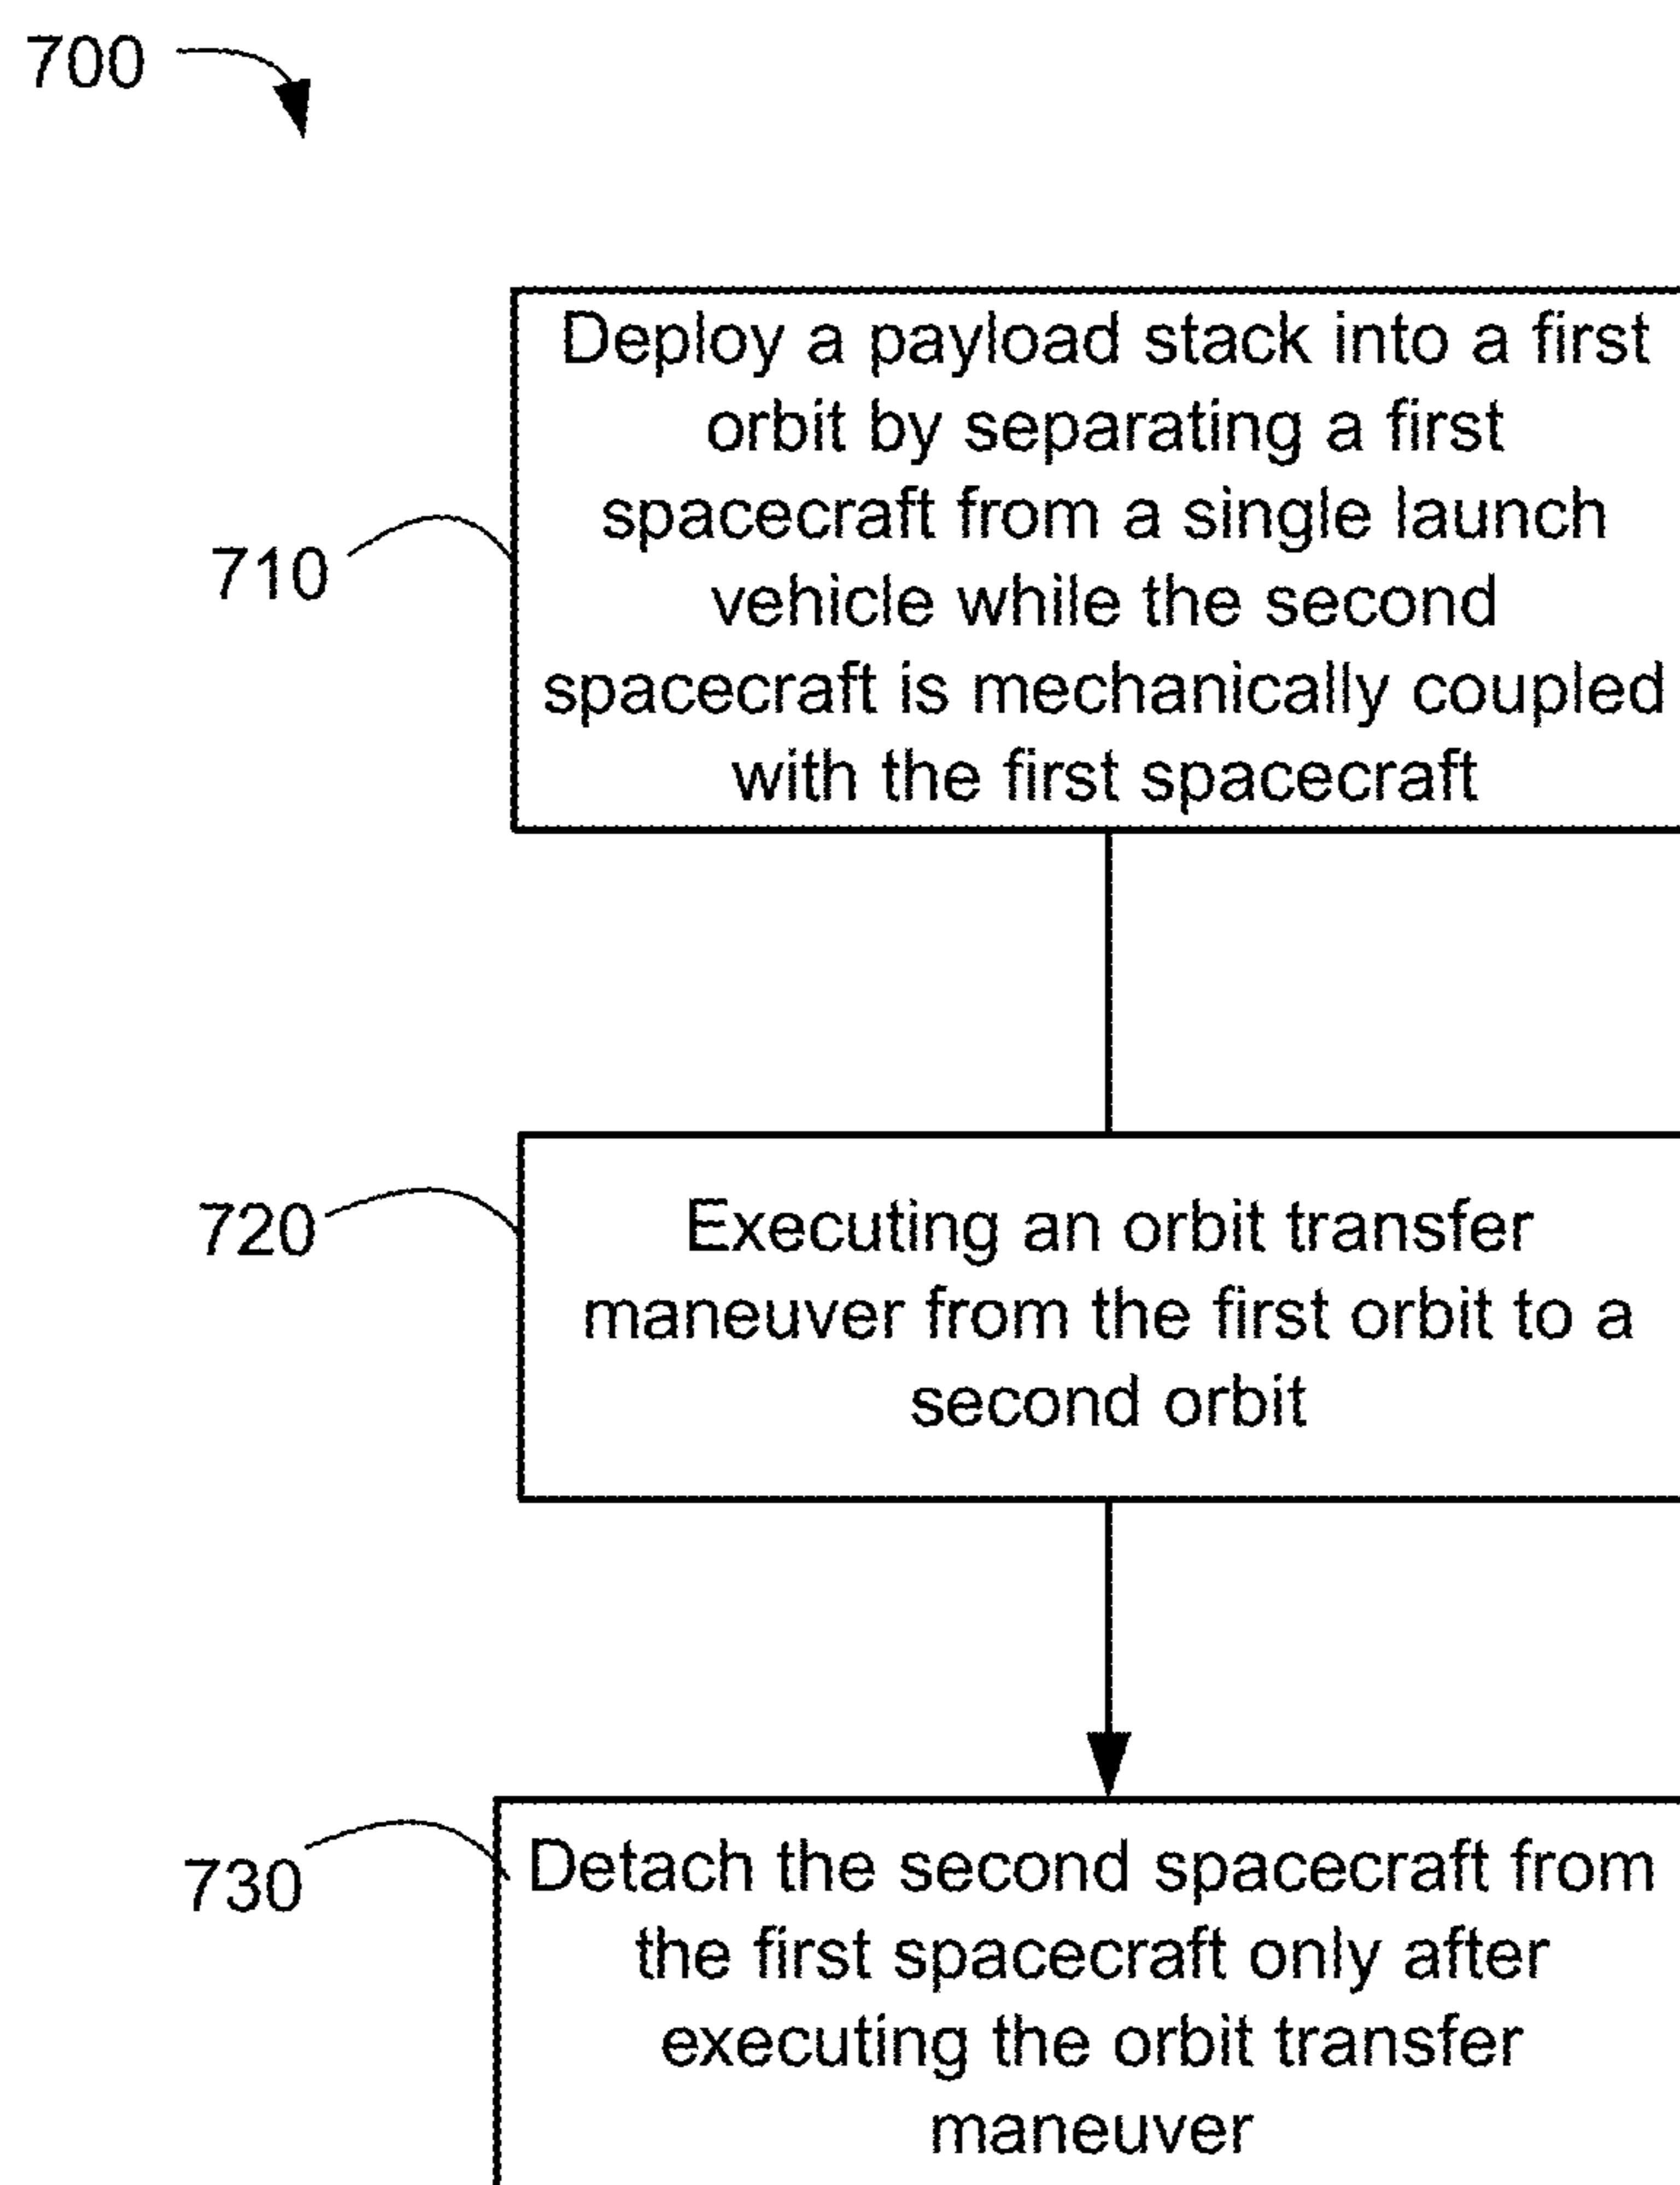 700
Deploy a payload stack into a first
orbit by separating a first
spacecraft from a single launch
vehicle while the second
spacecraft is mechanically coupled
with the first spacecraft
710
Executing an orbit transfer
maneuver from the first orbit to a
second orbit
720
Detach the second spacecraft from
the first spacecraft only after
executing the orbit transfer
maneuver
730